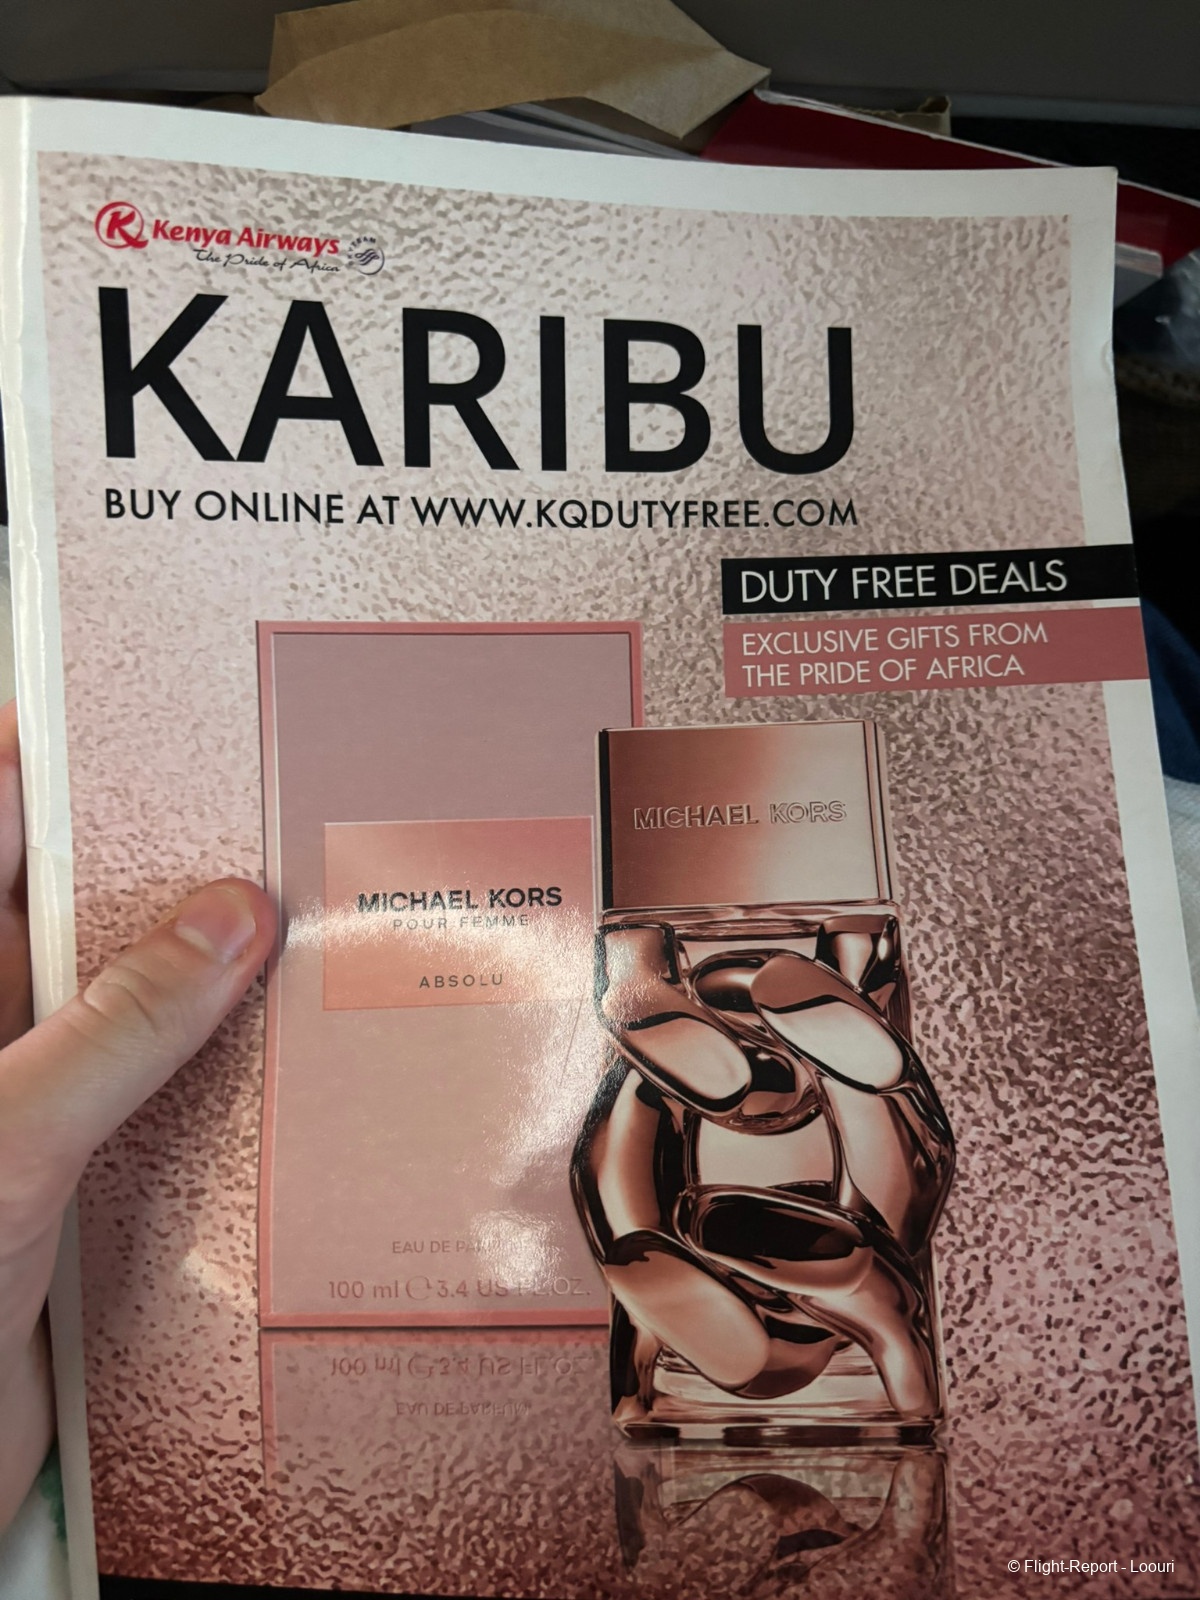 Kenya Airways
The Pride of Africa
KARIBU
BUY ONLINE AT WWW.KQDUTYFREE.COM
DUTY FREE DEALS
EXCLUSIVE GIFTS FROM
THE PRIDE OF AFRICA
MICHAEL KORS
MICHAEL KORS
POUR FEMME
ABSOLU
EAU DE PARFUM
100 ml ℮ 3.4 US FL.OZ.
© Flight-Report - Loouri